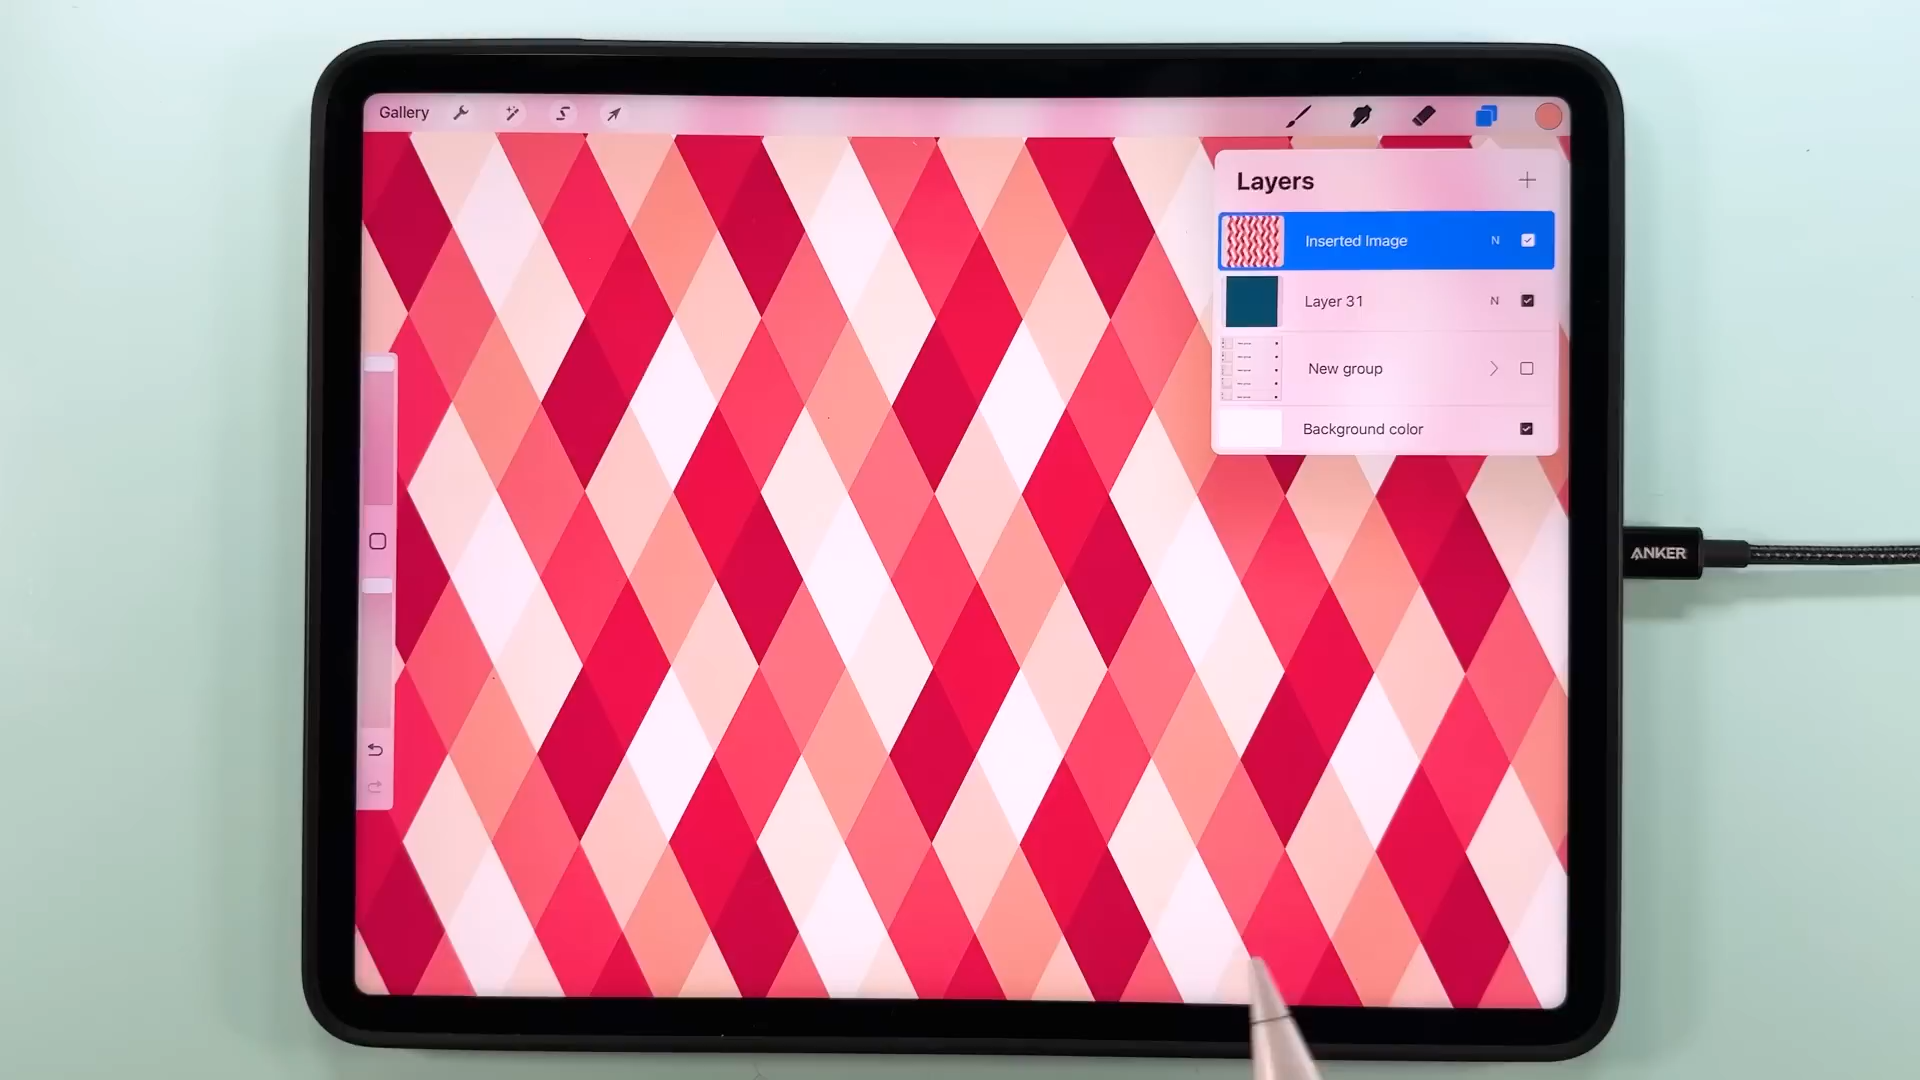 Gallery
Layers
Inserted Image N
Layer 31 N
New group
Background color
ANKER